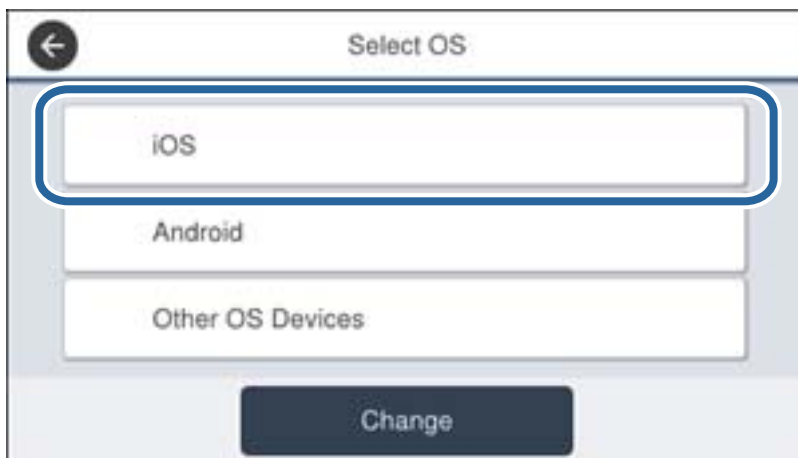 Select OS
iOS
Android
Other OS Devices
Change